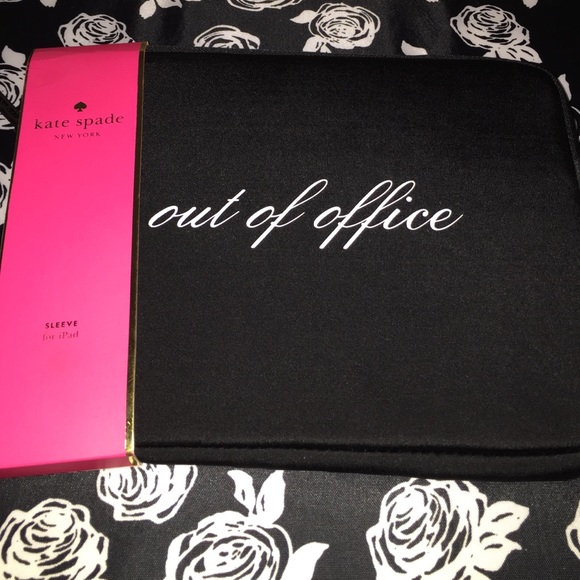 kate spade
NEW YORK
out of office
SLEEVE
for iPad